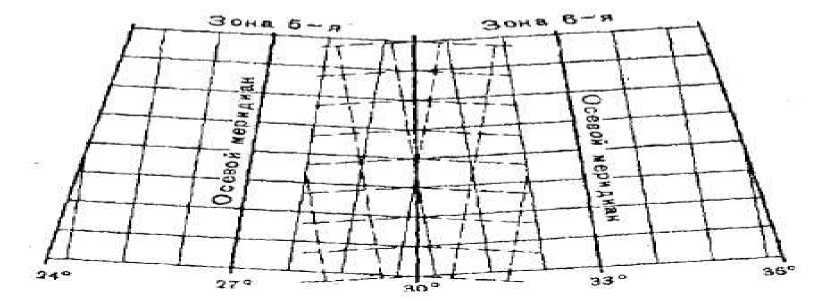 Зона 5-я
Зона 6-я
Осевой меридиан
Осевой меридиан
24°
27°
30°
33°
36°